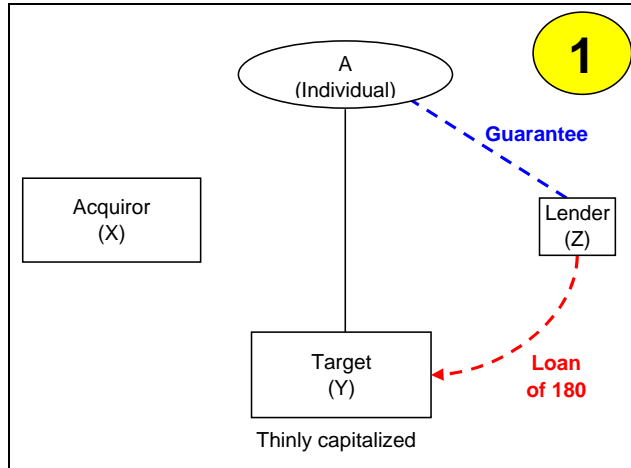 1
A
(Individual)
Guarantee
Acquiror
(X)
Lender
(Z)
Target
(Y)
Loan
of 180
Thinly capitalized